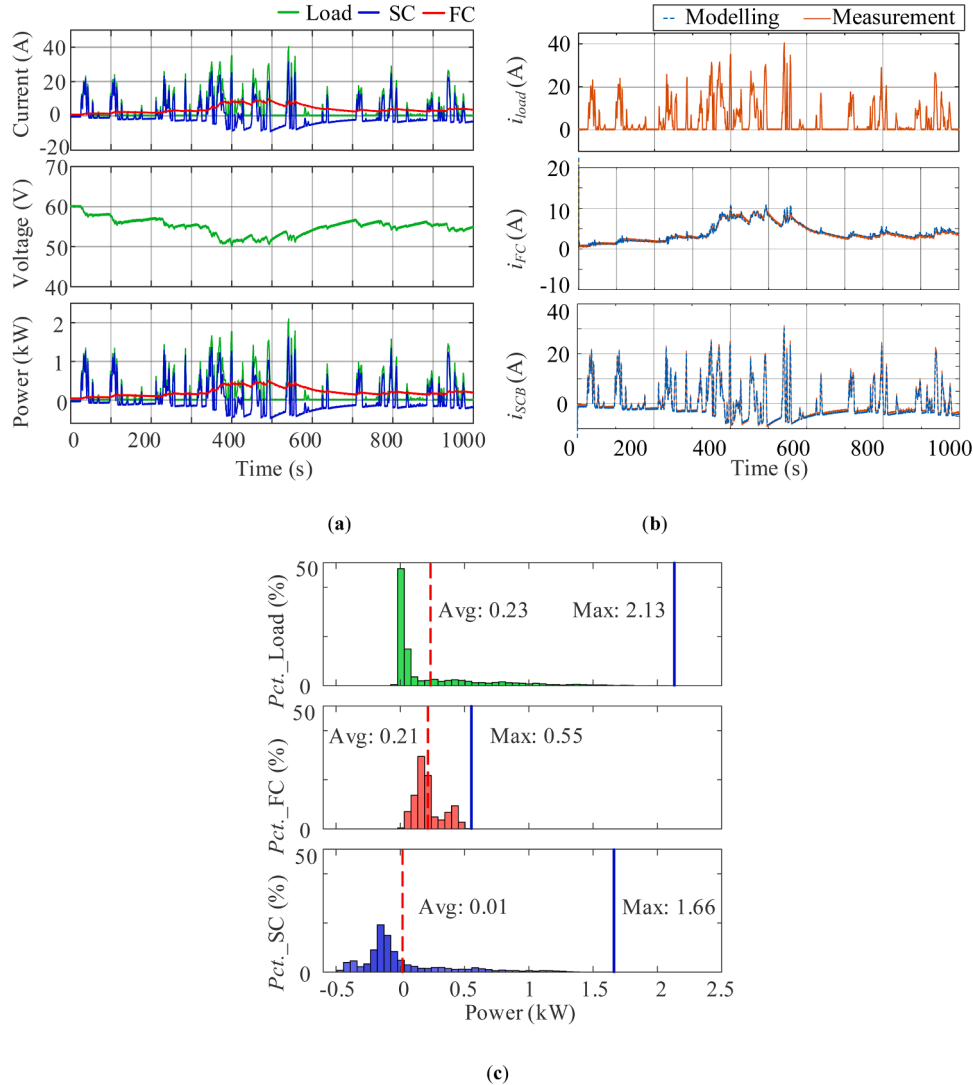 Load SC FC
Current (A)
60
40
20
0
-20
Voltage (V)
70
60
50
40
Power (kW)
2
1
0
0 200 400 600 800 1000
Time (s)
(a)
Modelling Measurement
iload (A)
40
20
0
iFC (A)
20
10
0
-10
iSCB (A)
40
20
0
0 200 400 600 800 1000
Time (s)
(b)
Pct._Load (%)
50
0
Avg: 0.23 Max: 2.13
Pct._FC (%)
50
0
Avg: 0.21 Max: 0.55
Pct._SC (%)
50
0
Avg: 0.01 Max: 1.66
-0.5 0 0.5 1 1.5 2 2.5
Power (kW)
(c)